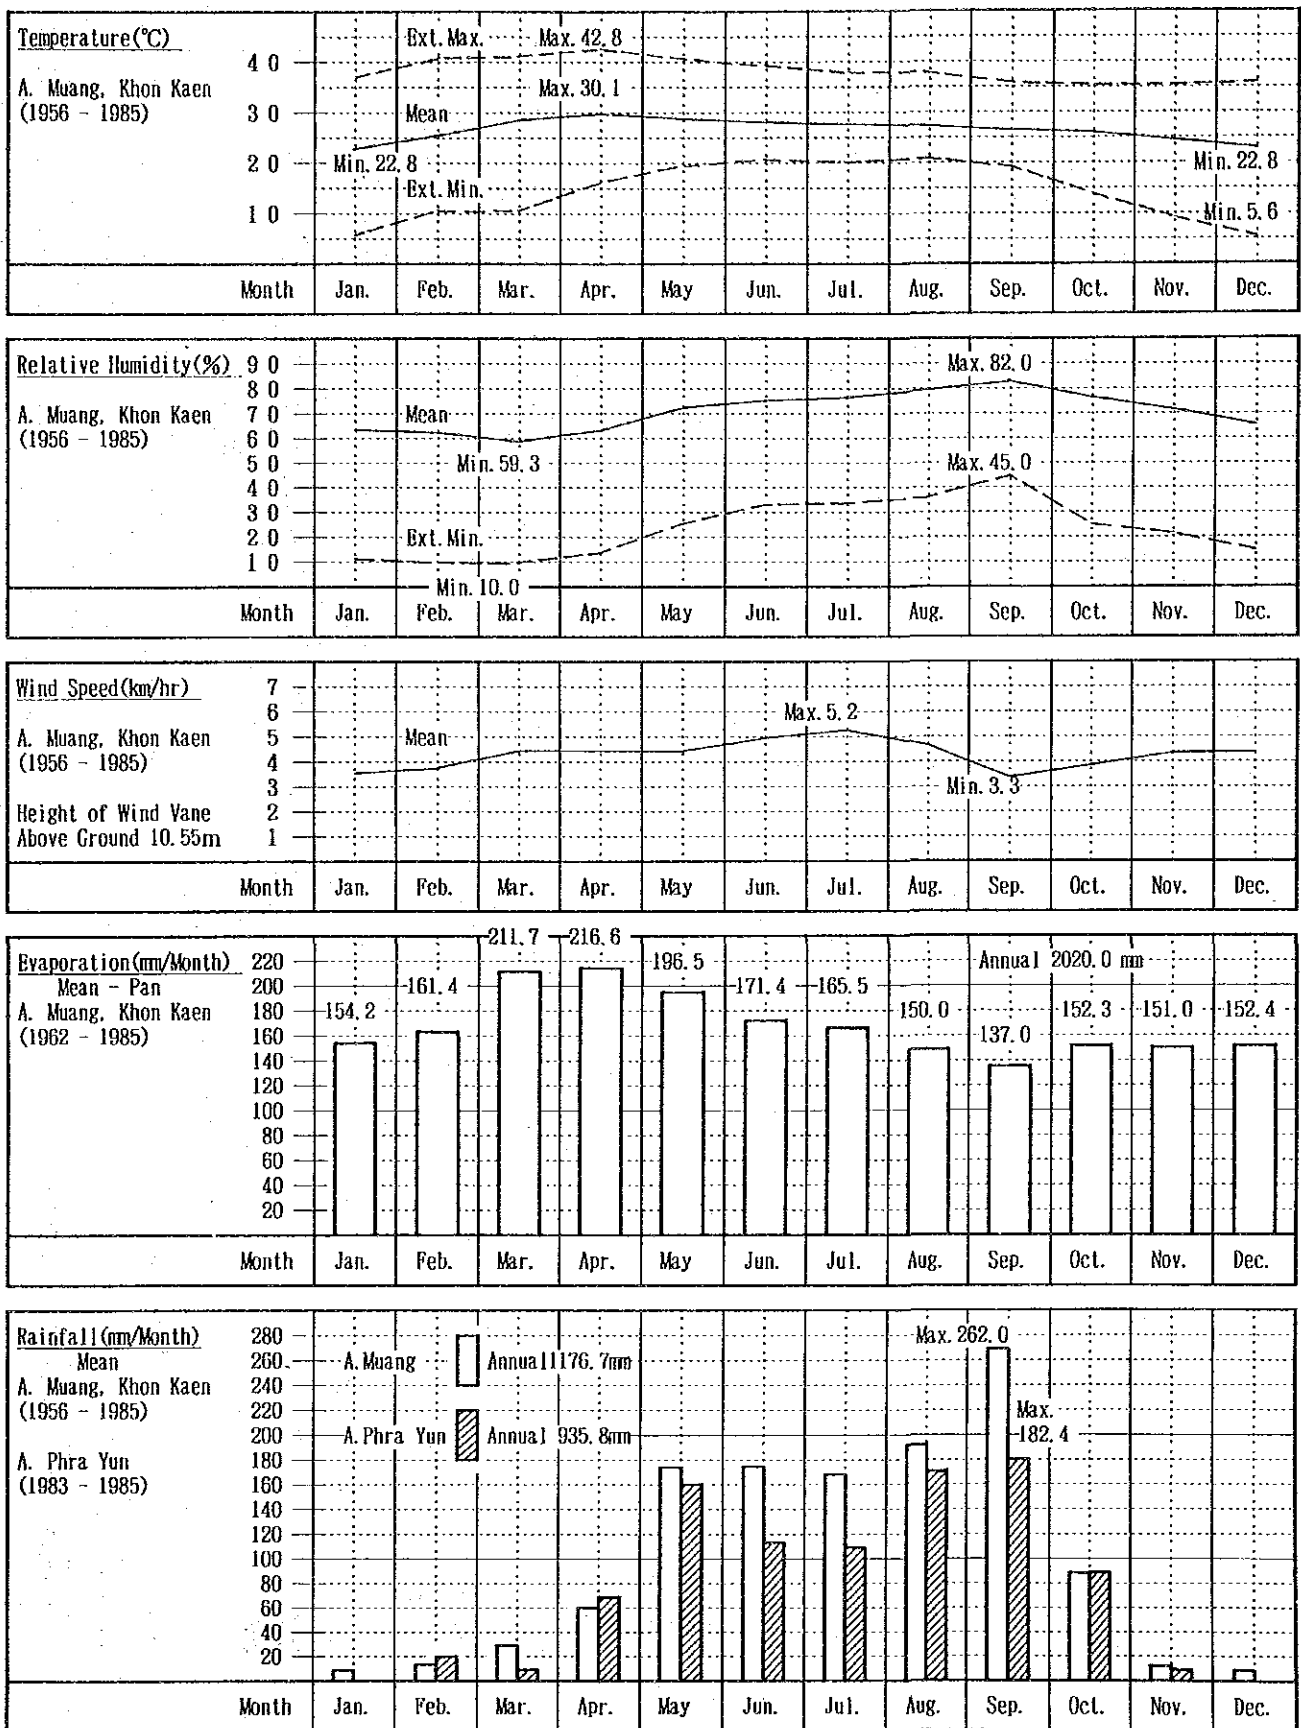 Temperature(℃)
A. Muang, Khon Kaen
(1956 - 1985)
40
30
20
10
Ext. Max.
Max. 42.8
Max. 30.1
Mean
Min. 22.8
Min. 22.8
Ext. Min.
Min. 5.6
Month Jan. Feb. Mar. Apr. May Jun. Jul. Aug. Sep. Oct. Nov. Dec.
Relative Humidity(%)
A. Muang, Khon Kaen
(1956 - 1985)
90
80
70
60
50
40
30
20
10
Max. 82.0
Mean
Min. 59.3
Max. 45.0
Ext. Min.
Min. 10.0
Month Jan. Feb. Mar. Apr. May Jun. Jul. Aug. Sep. Oct. Nov. Dec.
Wind Speed(km/hr)
A. Muang, Khon Kaen
(1956 - 1985)
Height of Wind Vane
Above Ground 10.55m
7
6
5
4
3
2
1
Max. 5.2
Mean
Min. 3.3
Month Jan. Feb. Mar. Apr. May Jun. Jul. Aug. Sep. Oct. Nov. Dec.
Evaporation(mm/Month)
Mean - Pan
A. Muang, Khon Kaen
(1962 - 1985)
220
200
180
160
140
120
100
80
60
40
20
Annual 2020.0 mm
154.2 161.4 211.7 216.6 196.5 171.4 165.5 150.0 137.0 152.3 151.0 152.4
Month Jan. Feb. Mar. Apr. May Jun. Jul. Aug. Sep. Oct. Nov. Dec.
Rainfall(mm/Month)
Mean
A. Muang, Khon Kaen
(1956 - 1985)
A. Phra Yun
(1983 - 1985)
280
260
240
220
200
180
160
140
120
100
80
60
40
20
A. Muang Annual1176.7mm
A. Phra Yun Annual 935.8mm
Max. 262.0
Max.
182.4
Month Jan. Feb. Mar. Apr. May Jun. Jul. Aug. Sep. Oct. Nov. Dec.